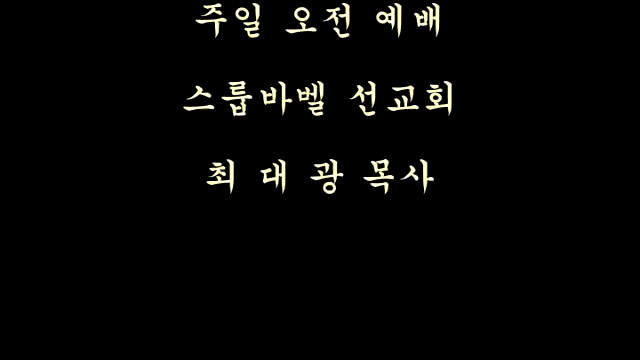 주일 오전 예배
스룹바벨 선교회
최 대 광 목사